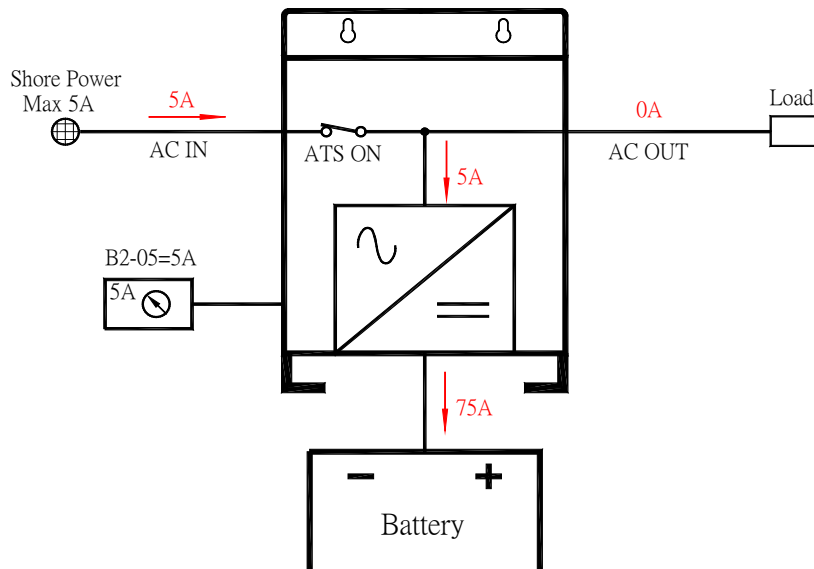 Shore Power
Max 5A
5A
0A
Load
AC IN
ATS ON
AC OUT
5A
B2-05=5A
5A
75A
Battery